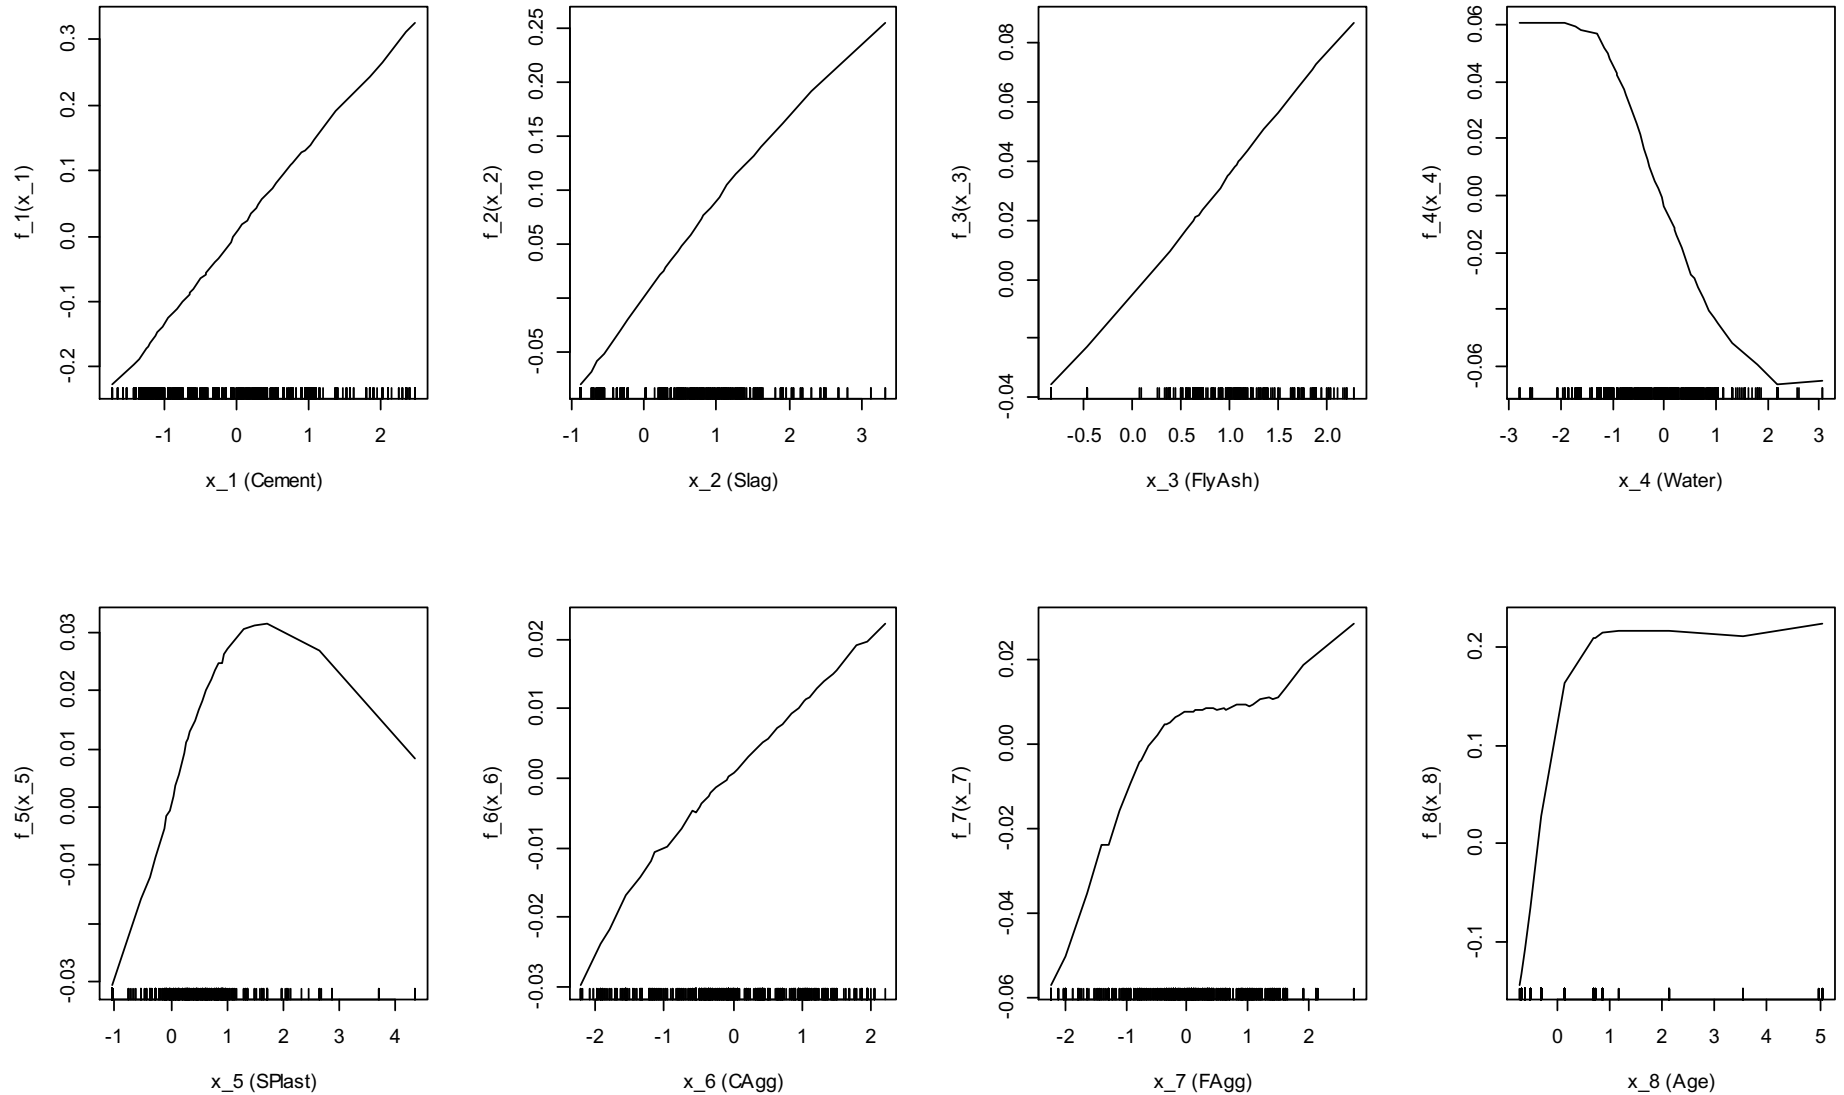 f_1(x_1)
0.3
0.2
0.1
0.0
-0.1
-0.2
-1 0 1 2
x_1 (Cement)
f_2(x_2)
0.25
0.20
0.15
0.10
0.05
-0.05
-1 0 1 2 3
x_2 (Slag)
f_3(x_3)
0.08
0.06
0.04
0.02
0.00
-0.04
-0.5 0.0 0.5 1.0 1.5 2.0
x_3 (FlyAsh)
f_4(x_4)
0.06
0.04
0.02
0.00
-0.02
-0.06
-3 -2 -1 0 1 2 3
x_4 (Water)
f_5(x_5)
0.03
0.02
0.01
0.00
-0.01
-0.03
-1 0 1 2 3 4
x_5 (SPlast)
f_6(x_6)
0.02
0.01
0.00
-0.01
-0.02
-0.03
-2 -1 0 1 2
x_6 (CAgg)
f_7(x_7)
0.02
0.00
-0.02
-0.04
-0.06
-2 -1 0 1 2
x_7 (FAgg)
f_8(x_8)
0.2
0.1
0.0
-0.1
0 1 2 3 4 5
x_8 (Age)